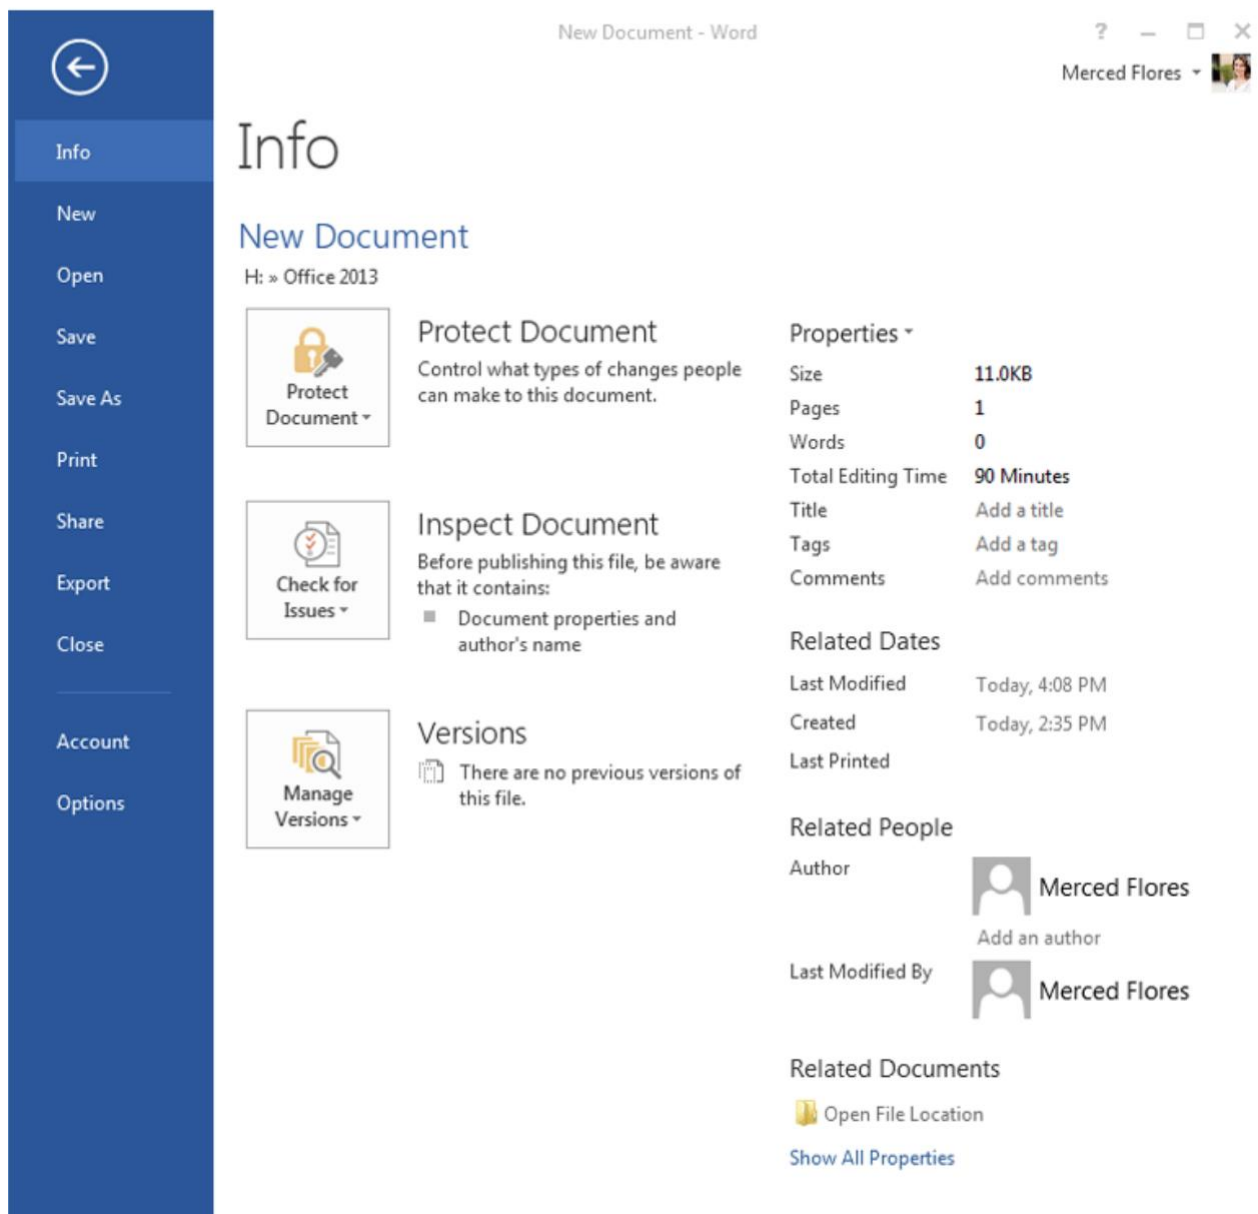 New Document - Word
?
Merced Flores
Info
New
Open
Save
Save As
Print
Share
Export
Close
Account
Options
Info
New Document
H: » Office 2013
Protect
Document
Protect Document
Control what types of changes people
can make to this document.
Check for
Issues
Inspect Document
Before publishing this file, be aware
that it contains:
Document properties and
author's name
Manage
Versions
Versions
There are no previous versions of
this file.
Properties
Size 11.0KB
Pages 1
Words 0
Total Editing Time 90 Minutes
Title Add a title
Tags Add a tag
Comments Add comments
Related Dates
Last Modified Today, 4:08 PM
Created Today, 2:35 PM
Last Printed
Related People
Author Merced Flores
Add an author
Last Modified By Merced Flores
Related Documents
Open File Location
Show All Properties